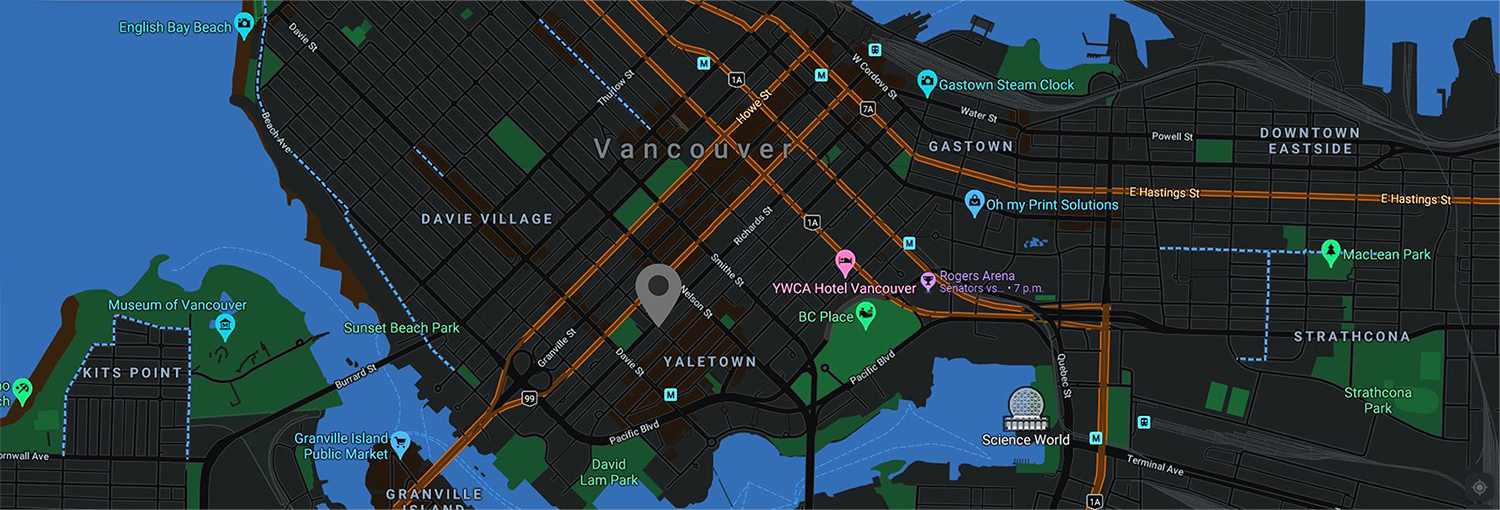 English Bay Beach
Davie St
Thurlow St
1A
M
M
Howe St
W Cordova St
Gastown Steam Clock
7A
Water St
Powell St
DOWNTOWN
EASTSIDE
Vancouver
GASTOWN
Beach Ave
E Hastings St
E Hastings St
Oh my Print Solutions
DAVIE VILLAGE
Richards St
1A
M
MacLean Park
Smithe St
YWCA Hotel Vancouver
Rogers Arena
Senators vs... • 7 p.m.
Nelson St
Museum of Vancouver
BC Place
Sunset Beach Park
Granville St
STRATHCONA
Davie St
YALETOWN
KITS POINT
Burrard St
Pacific Blvd
Quebec St
99
M
Strathcona
Park
Pacific Blvd
Science World
M
Granville Island
Public Market
David
Lam Park
Terminal Ave
GRANVILLE
ISLAND
1A